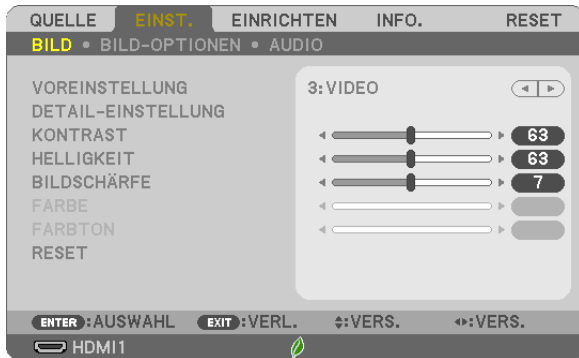 QUELLE EINST. EINRICHTEN INFO. RESET
BILD • BILD-OPTIONEN • AUDIO
VOREINSTELLUNG 3:VIDEO
DETAIL-EINSTELLUNG
KONTRAST 63
HELLIGKEIT 63
BILDSCHÄRFE 7
FARBE
FARBTON
RESET
ENTER :AUSWAHL EXIT :VERL. :VERS. :VERS.
HDMI1